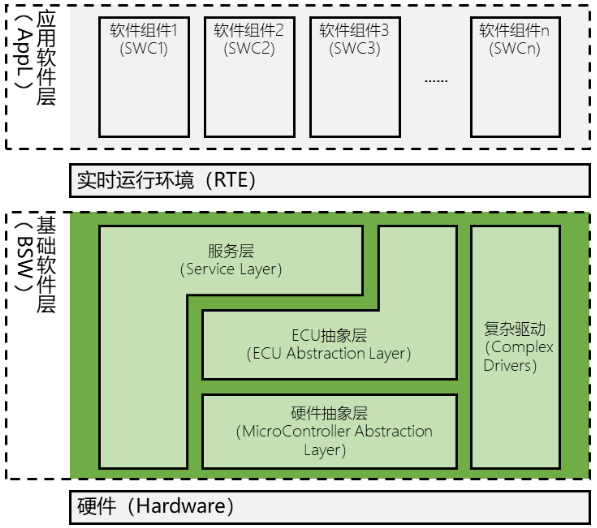 应用软件层
（AppL）
软件组件1
(SWC1)
软件组件2
(SWC2)
软件组件3
(SWC3)
......
软件组件n
(SWCn)
实时运行环境（RTE）
基础软件层
（BSW）
服务层
(Service Layer)
ECU抽象层
(ECU Abstraction Layer)
硬件抽象层
(MicroController Abstraction
Layer)
复杂驱动
（Complex
Drivers）
硬件（Hardware）